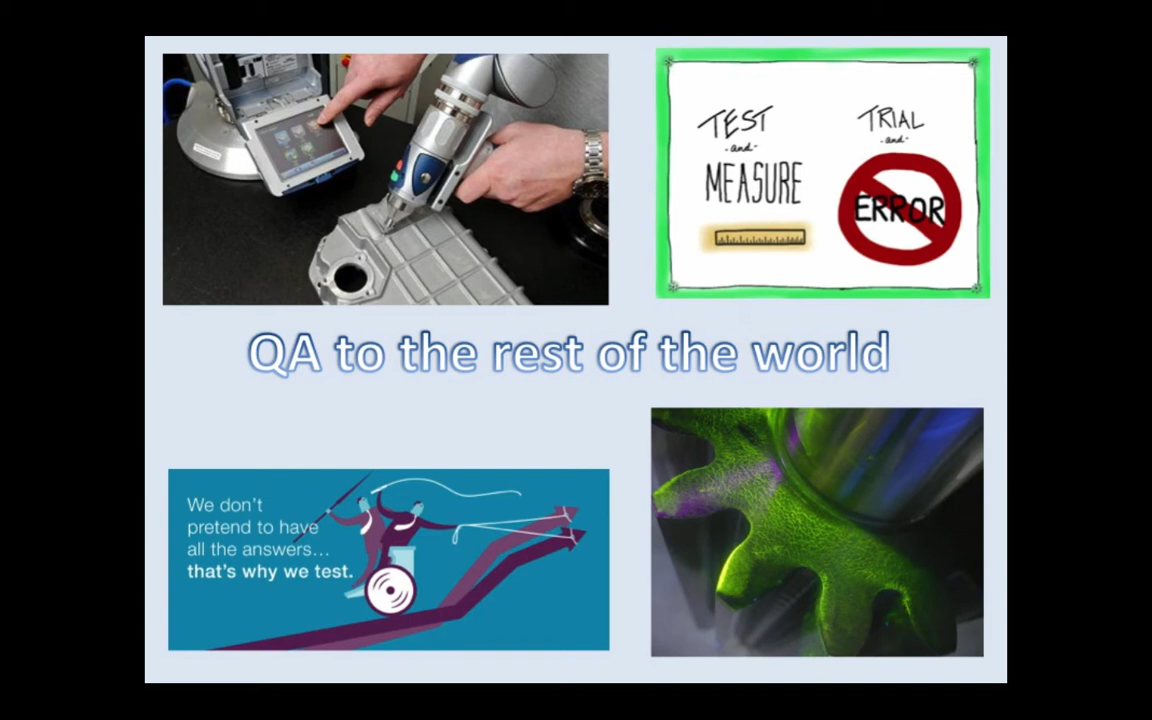 TEST
-and-
MEASURE
TRIAL
-and-
ERROR
QA to the rest of the world
We don't
pretend to have
all the answers...
that's why we test.